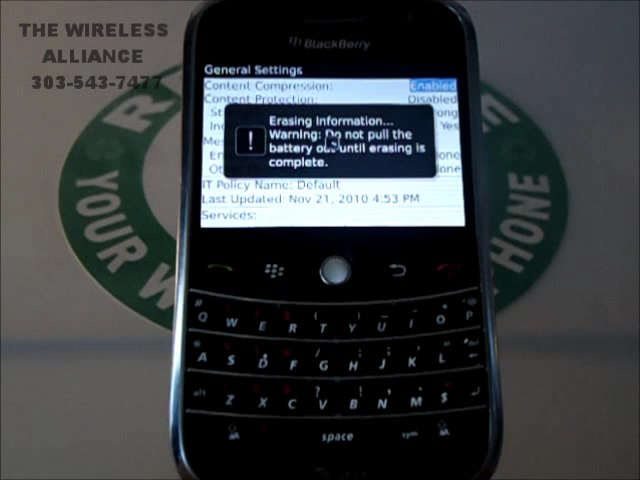 THE WIRELESS
ALLIANCE
303-543-7477
BlackBerry
General Settings
Content Compression: Enabled
Content Protection: Disabled
Erasing Information...
Warning: Do not pull the
battery out until erasing is
complete.
IT Policy Name: Default
Last Updated: Nov 21, 2010 4:53 PM
Services:
YOUR W
PHONE
Q W E R T Y U I O P
A S D F G H J K L
alt Z X C V B N M $
space sym